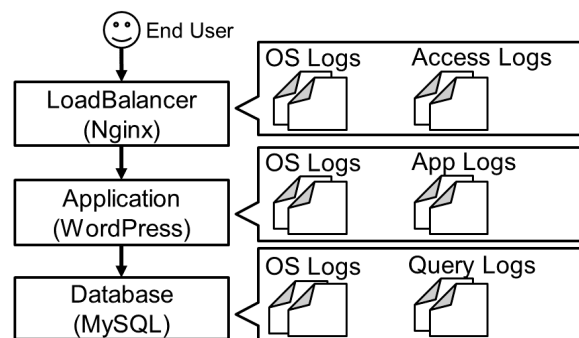 End User
LoadBalancer
(Nginx)
OS Logs
Access Logs
Application
(WordPress)
OS Logs
App Logs
Database
(MySQL)
OS Logs
Query Logs